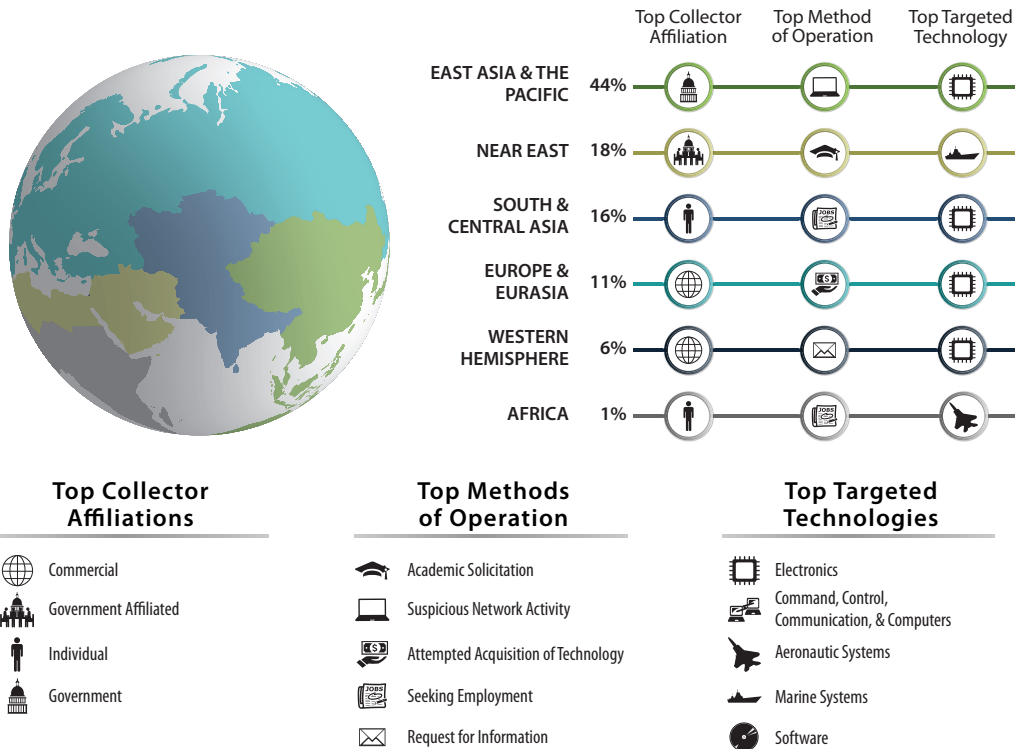 Top Collector
Affiliation
Top Method
of Operation
Top Targeted
Technology
EAST ASIA & THE
PACIFIC
44%
NEAR EAST
18%
SOUTH &
CENTRAL ASIA
16%
EUROPE &
EURASIA
11%
WESTERN
HEMISPHERE
6%
AFRICA
1%
Top Collector
Affiliations
Commercial
Government Affiliated
Individual
Government
Top Methods
of Operation
Academic Solicitation
Suspicious Network Activity
Attempted Acquisition of Technology
JOBS
Seeking Employment
Request for Information
Top Targeted
Technologies
Electronics
Command, Control,
Communication, & Computers
Aeronautic Systems
Marine Systems
Software